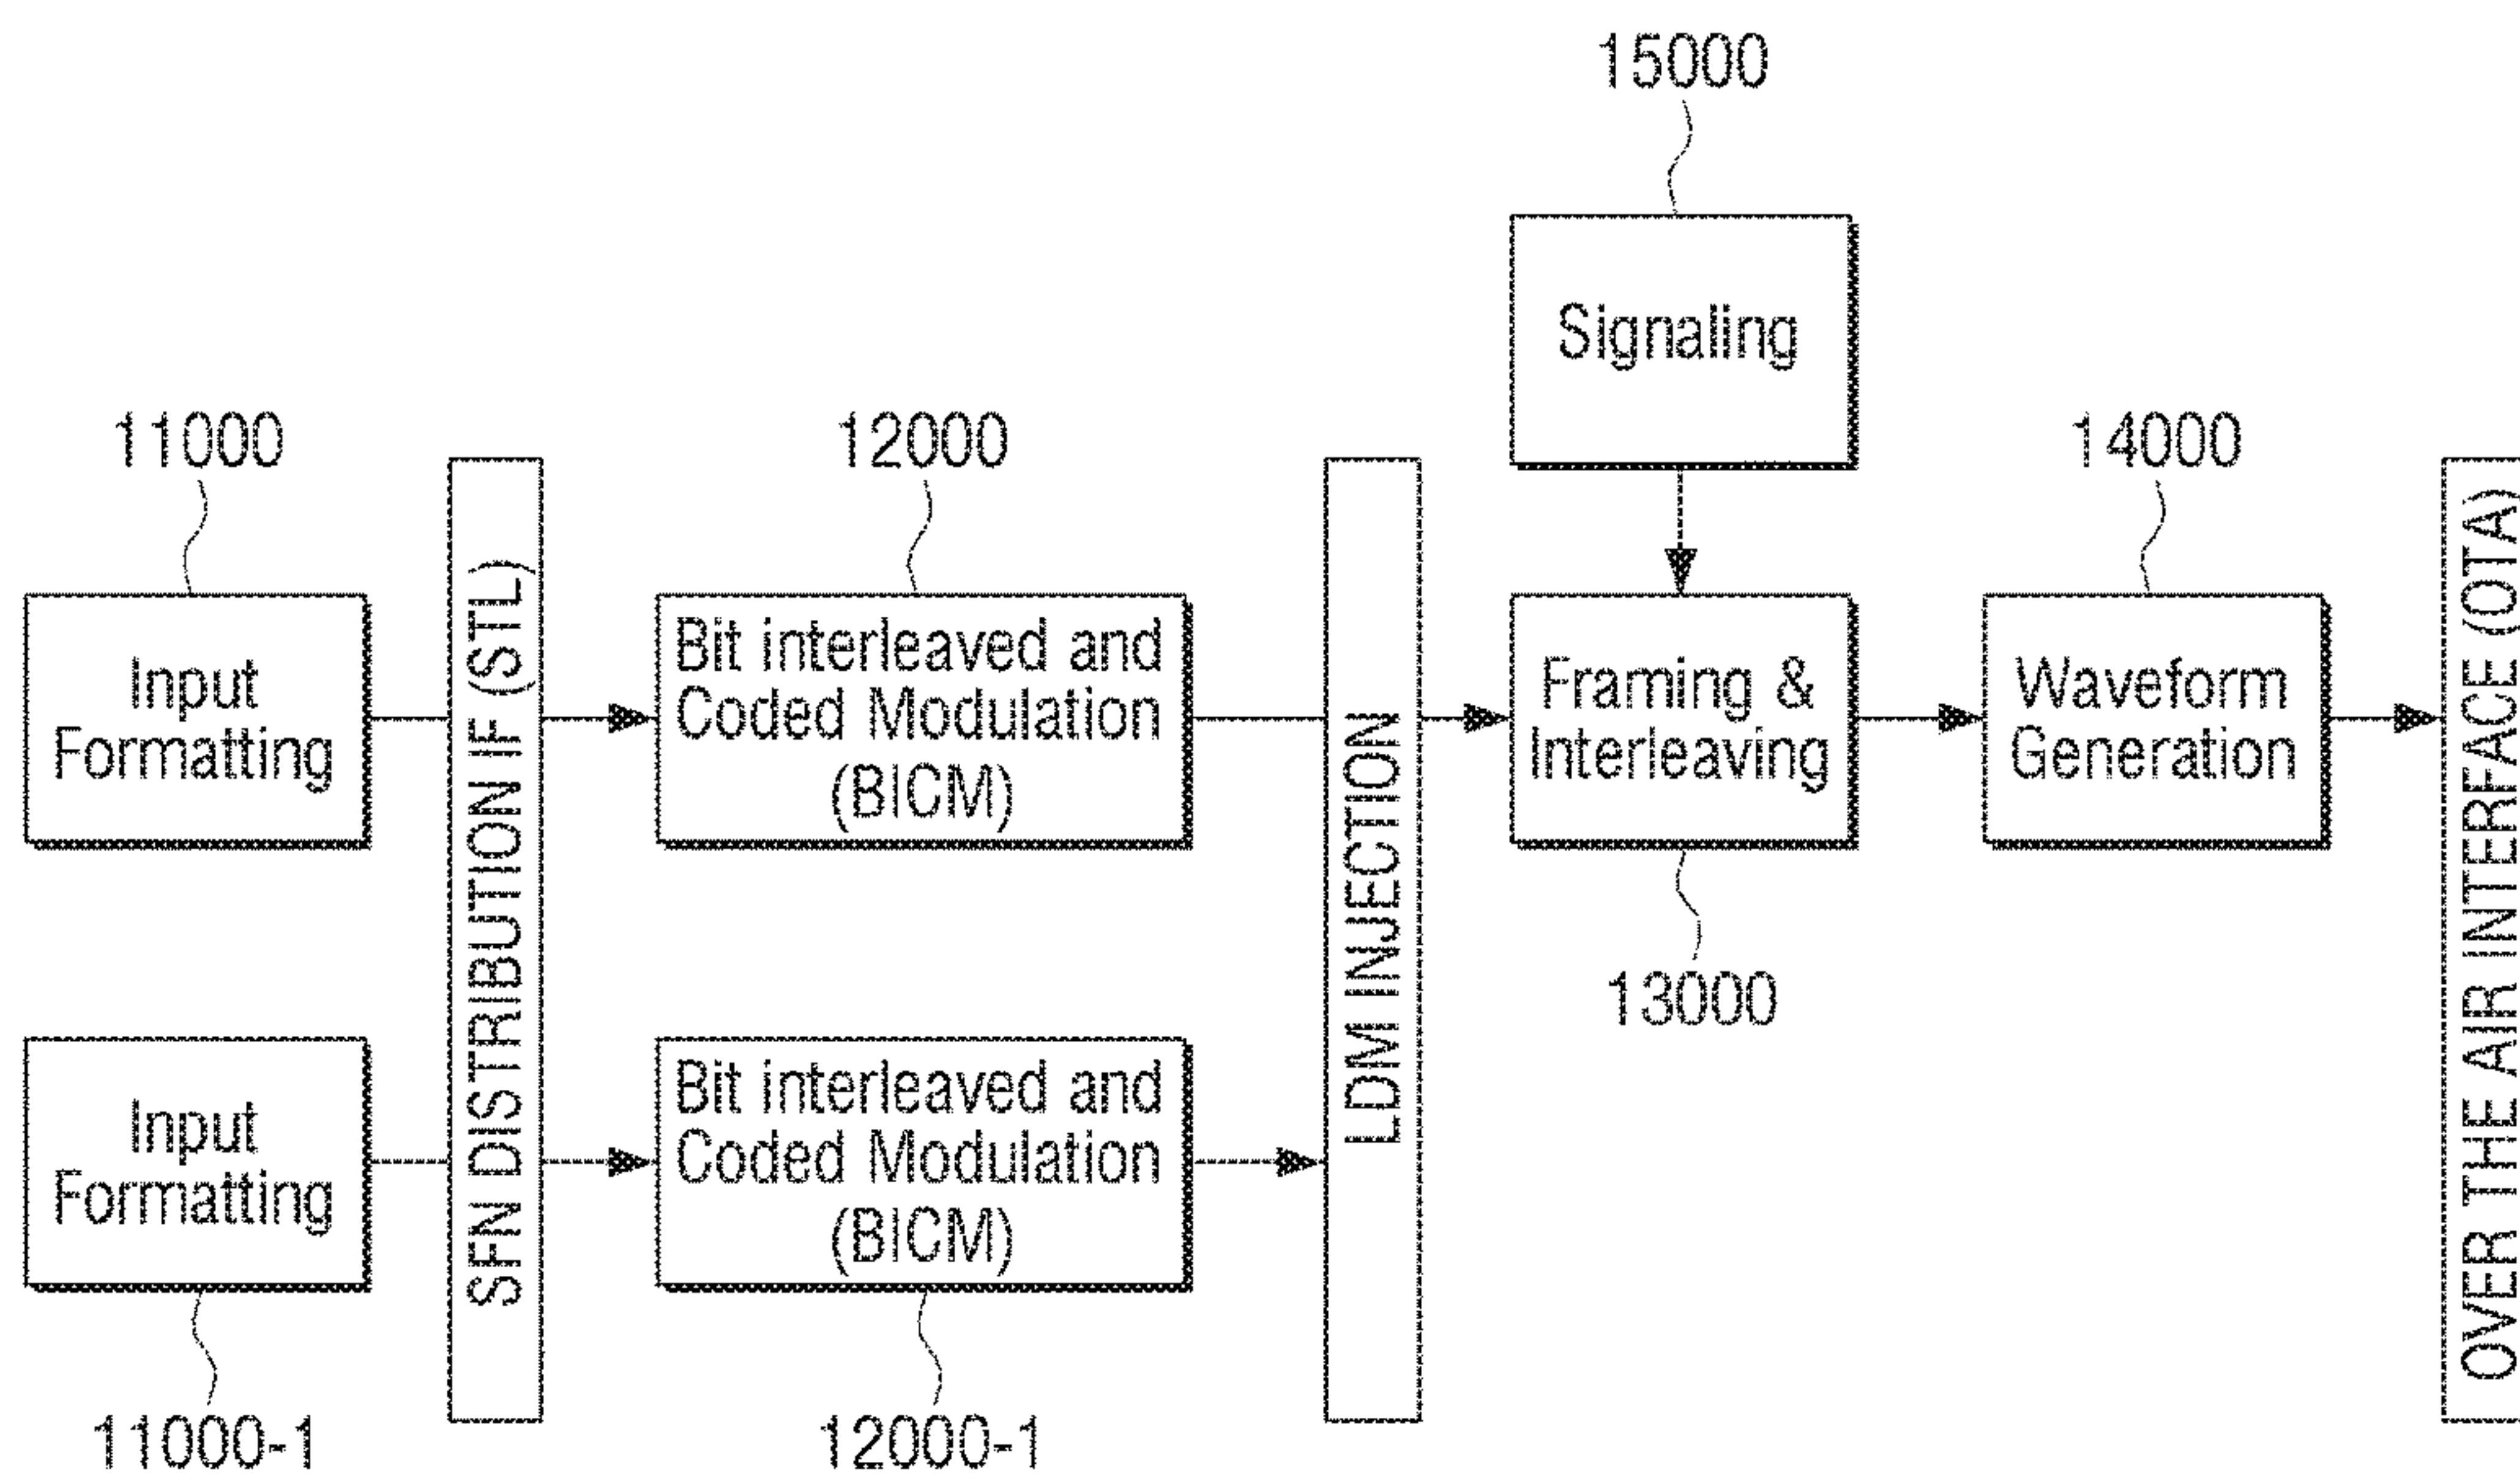 15000
Signaling
11000
12000
14000
Input
Formatting
SFN DISTRIBUTION IF (STL)
Bit interleaved and
Coded Modulation
(BICM)
LDM INJECTION
Framing &
Interleaving
Waveform
Generation
OVER THE AIR INTERFACE (OTA)
13000
Input
Formatting
Bit interleaved and
Coded Modulation
(BICM)
11000-1
12000-1